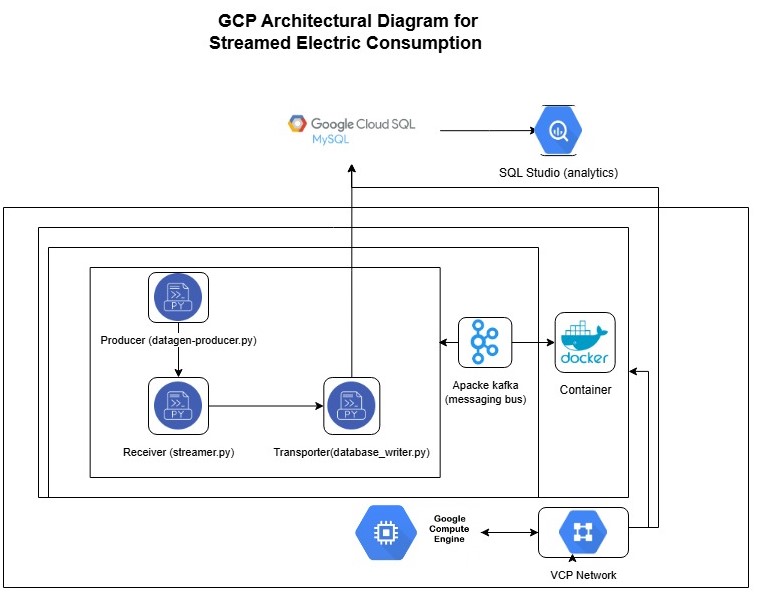 GCP Architectural Diagram for
Streamed Electric Consumption
Google Cloud SQL
MySQL
SQL Studio (analytics)
PY
Producer (datagen-producer.py)
docker
Apacke kafka
(messaging bus)
Container
PY
PY
Receiver (streamer.py)
Transporter(database_writer.py)
Google
Compute
Engine
VCP Network